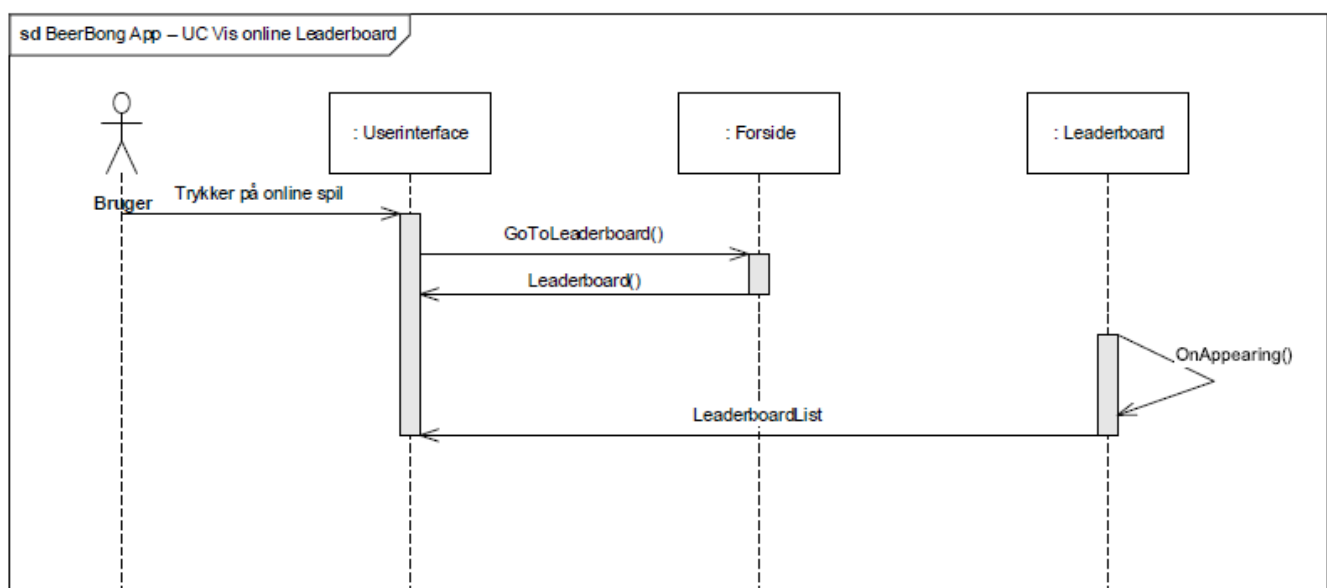 sd BeerBong App – UC Vis online Leaderboard
: Userinterface
: Forside
: Leaderboard
Bruger
Trykker på online spil
GoToLeaderboard()
Leaderboard()
OnAppearing()
LeaderboardList